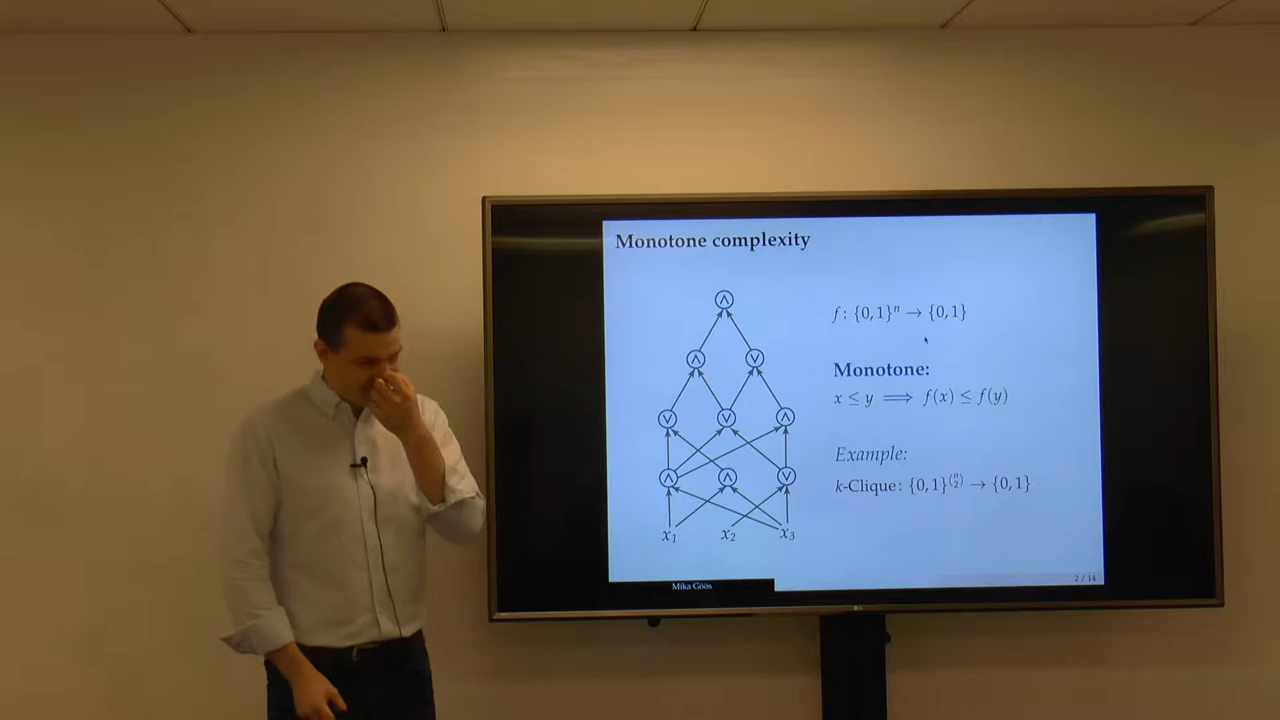 Monotone complexity
∧
f: {0,1}ⁿ → {0,1}
∧ ∨
Monotone:
x ≤ y ⟹ f(x) ≤ f(y)
∨ ∨ ∧
Example:
∧ ∧ ∨
k-Clique: {0,1}^(n 2) → {0,1}
x₁ x₂ x₃
Mika Göös
2 / 14
LG